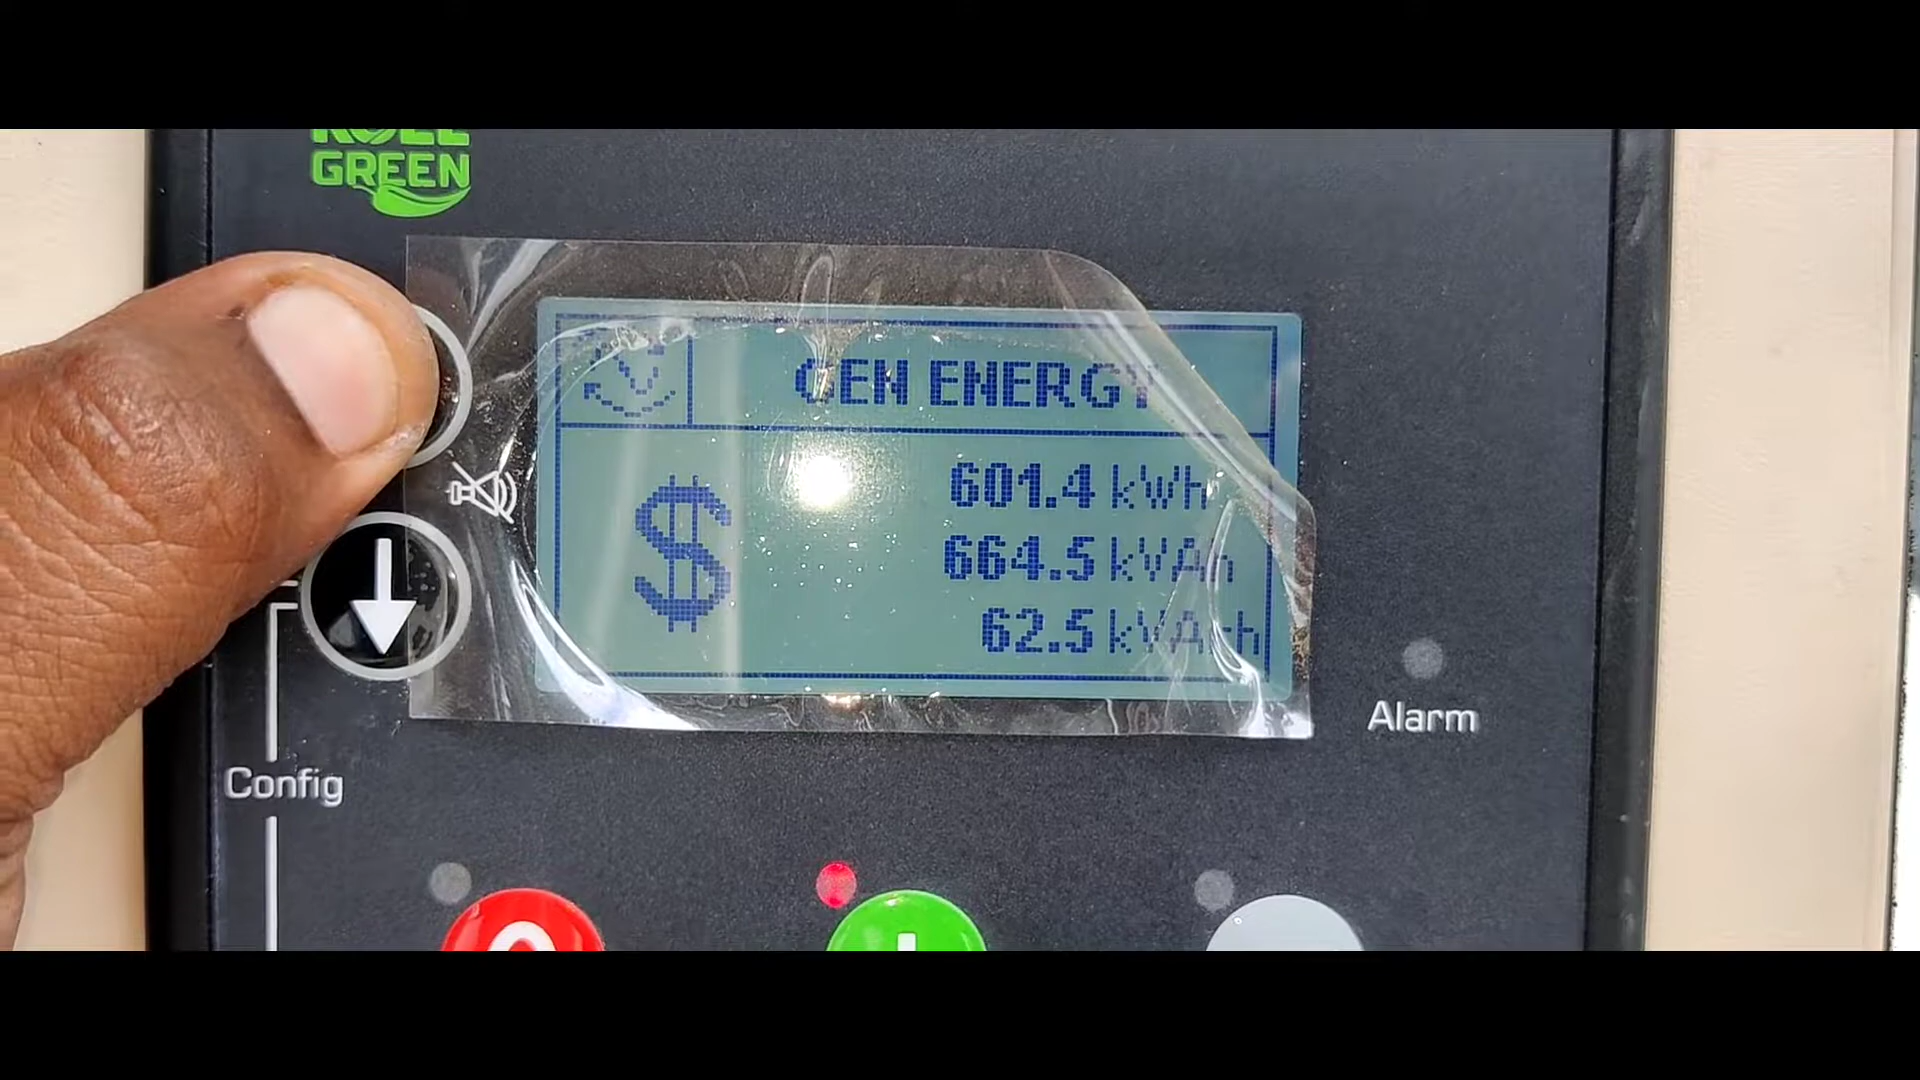 GREEN
GEN ENERGY
$
601.4 kWh
664.5 kVAh
62.5 kVArh
Alarm
Config